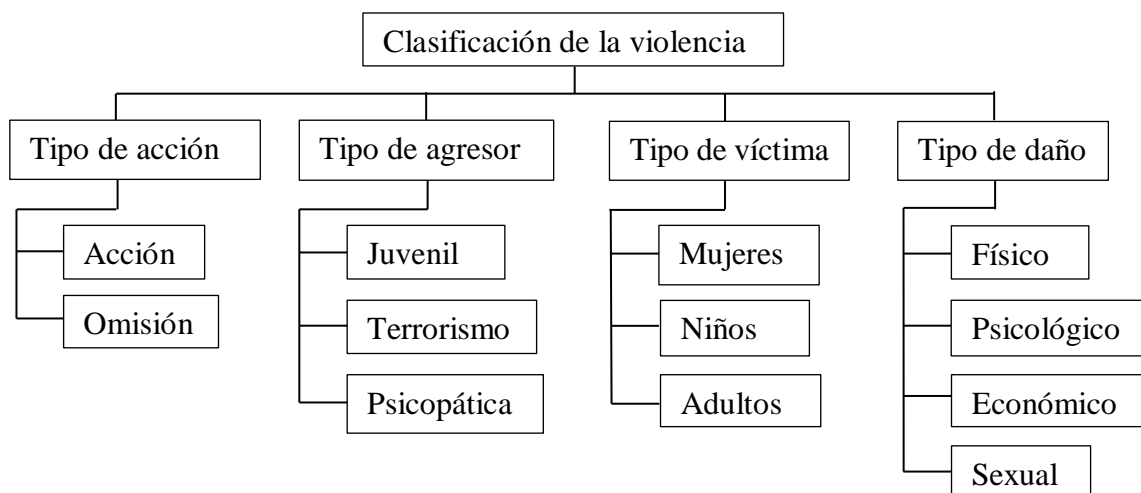 Clasificación de la violencia
Tipo de acción
Acción
Omisión
Tipo de agresor
Juvenil
Terrorismo
Psicopática
Tipo de víctima
Mujeres
Niños
Adultos
Tipo de daño
Físico
Psicológico
Económico
Sexual